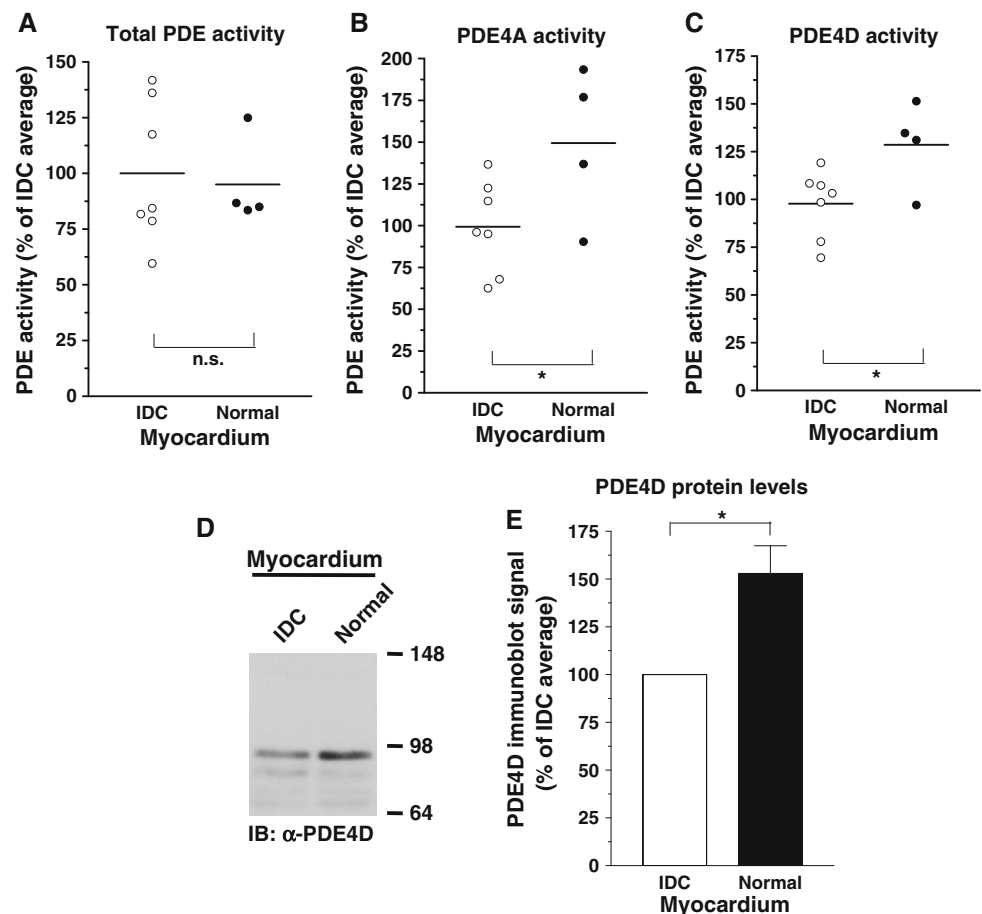 A
Total PDE activity
PDE activity (% of IDC average)
150
125
100
75
50
25
0
n.s.
IDC Normal
Myocardium
B
PDE4A activity
PDE activity (% of IDC average)
200
175
150
125
100
75
50
25
0
*
IDC Normal
Myocardium
C
PDE4D activity
PDE activity (% of IDC average)
175
150
125
100
75
50
25
0
*
IDC Normal
Myocardium
D
Myocardium
IDC Normal
148
98
64
IB: α-PDE4D
PDE4D protein levels
E
PDE4D immunoblot signal
(% of IDC average)
175
150
125
100
75
50
25
0
*
IDC Normal
Myocardium